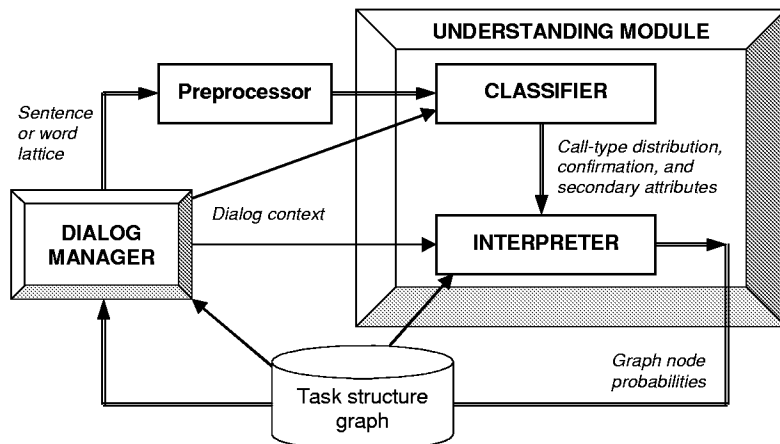 UNDERSTANDING MODULE
Preprocessor
CLASSIFIER
Sentence
or word
lattice
Call-type distribution,
confirmation, and
secondary attributes
Dialog context
DIALOG
MANAGER
INTERPRETER
Graph node
probabilities
Task structure
graph